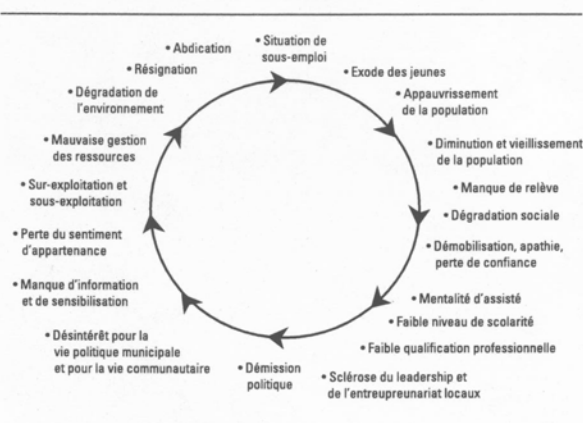 • Situation de
sous-emploi
• Exode des jeunes
• Appauvrissement
de la population
• Diminution et vieillissement
de la population
• Manque de relève
• Dégradation sociale
• Démobilisation, apathie,
perte de confiance
• Mentalité d'assisté
• Faible niveau de scolarité
• Faible qualification professionnelle
• Sclérose du leadership et
de l'entreupreunariat locaux
• Démission
politique
• Désintérêt pour la
vie politique municipale
et pour la vie communautaire
• Manque d'information
et de sensibilisation
• Perte du sentiment
d'appartenance
• Sur-exploitation et
sous-exploitation
• Mauvaise gestion
des ressources
• Dégradation de
l'environnement
• Résignation
• Abdication